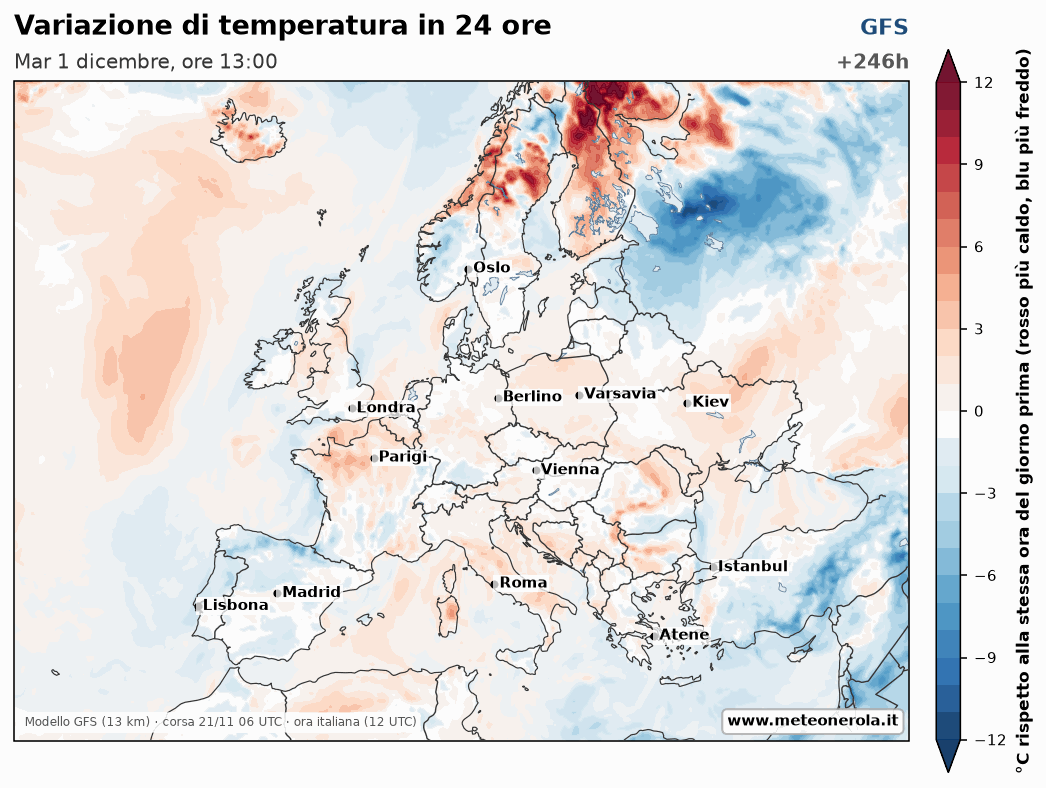 Variazione di temperatura in 24 ore
GFS
Mar 1 dicembre, ore 13:00
+246h
Oslo
Berlino
Varsavia
Kiev
Londra
Parigi
Vienna
Istanbul
Roma
Madrid
Lisbona
Atene
Modello GFS (13 km) · corsa 21/11 06 UTC · ora italiana (12 UTC)
www.meteonerola.it
12
9
6
3
0
−3
−6
−9
−12
°C rispetto alla stessa ora del giorno prima (rosso più caldo, blu più freddo)